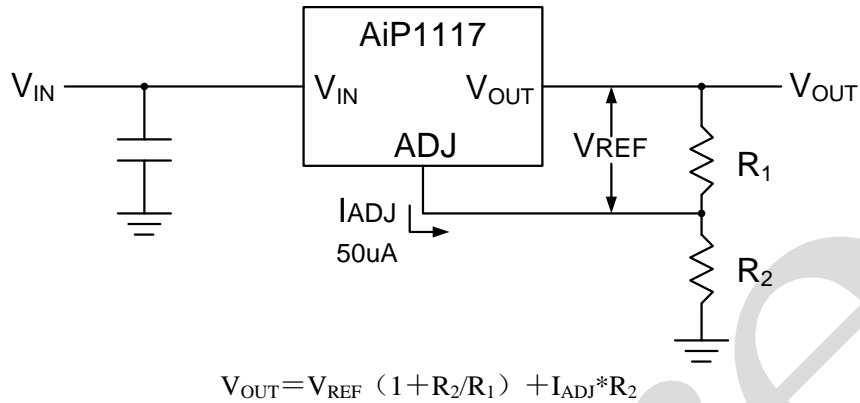 AiP1117
VIN
VIN
VOUT
VOUT
ADJ
VREF
R1
IADJ
50uA
R2
VOUT＝VREF（1＋R2/R1）＋IADJ*R2